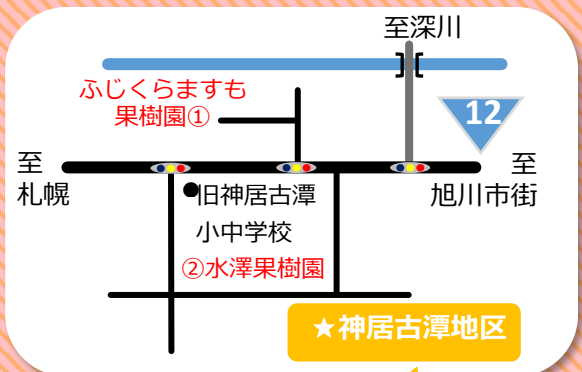 至深川
ふじくらますも
果樹園①
12
至
札幌
至
旭川市街
●旧神居古潭
小中学校
②水澤果樹園
★神居古潭地区